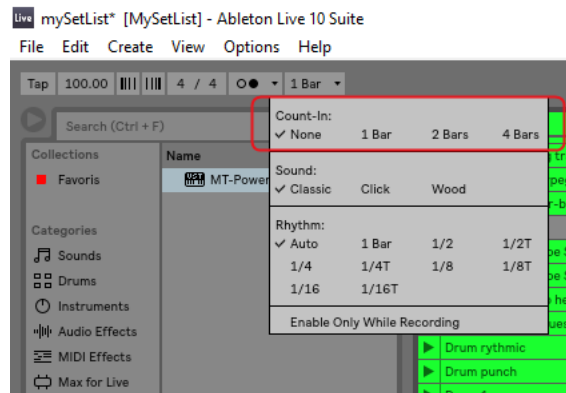 Live mySetList* [MySetList] - Ableton Live 10 Suite
File Edit Create View Options Help
Tap 100.00 4 / 4 1 Bar
Search (Ctrl + F)
Count-In:
✓ None 1 Bar 2 Bars 4 Bars
Collections
Name
Favoris
MT-Power
Sound:
✓ Classic Click Wood
Categories
Sounds
Drums
Instruments
Audio Effects
MIDI Effects
Max for Live
Rhythm:
✓ Auto 1 Bar 1/2 1/2T
1/4 1/4T 1/8 1/8T
1/16 1/16T
Enable Only While Recording
Drum rythmic
Drum punch